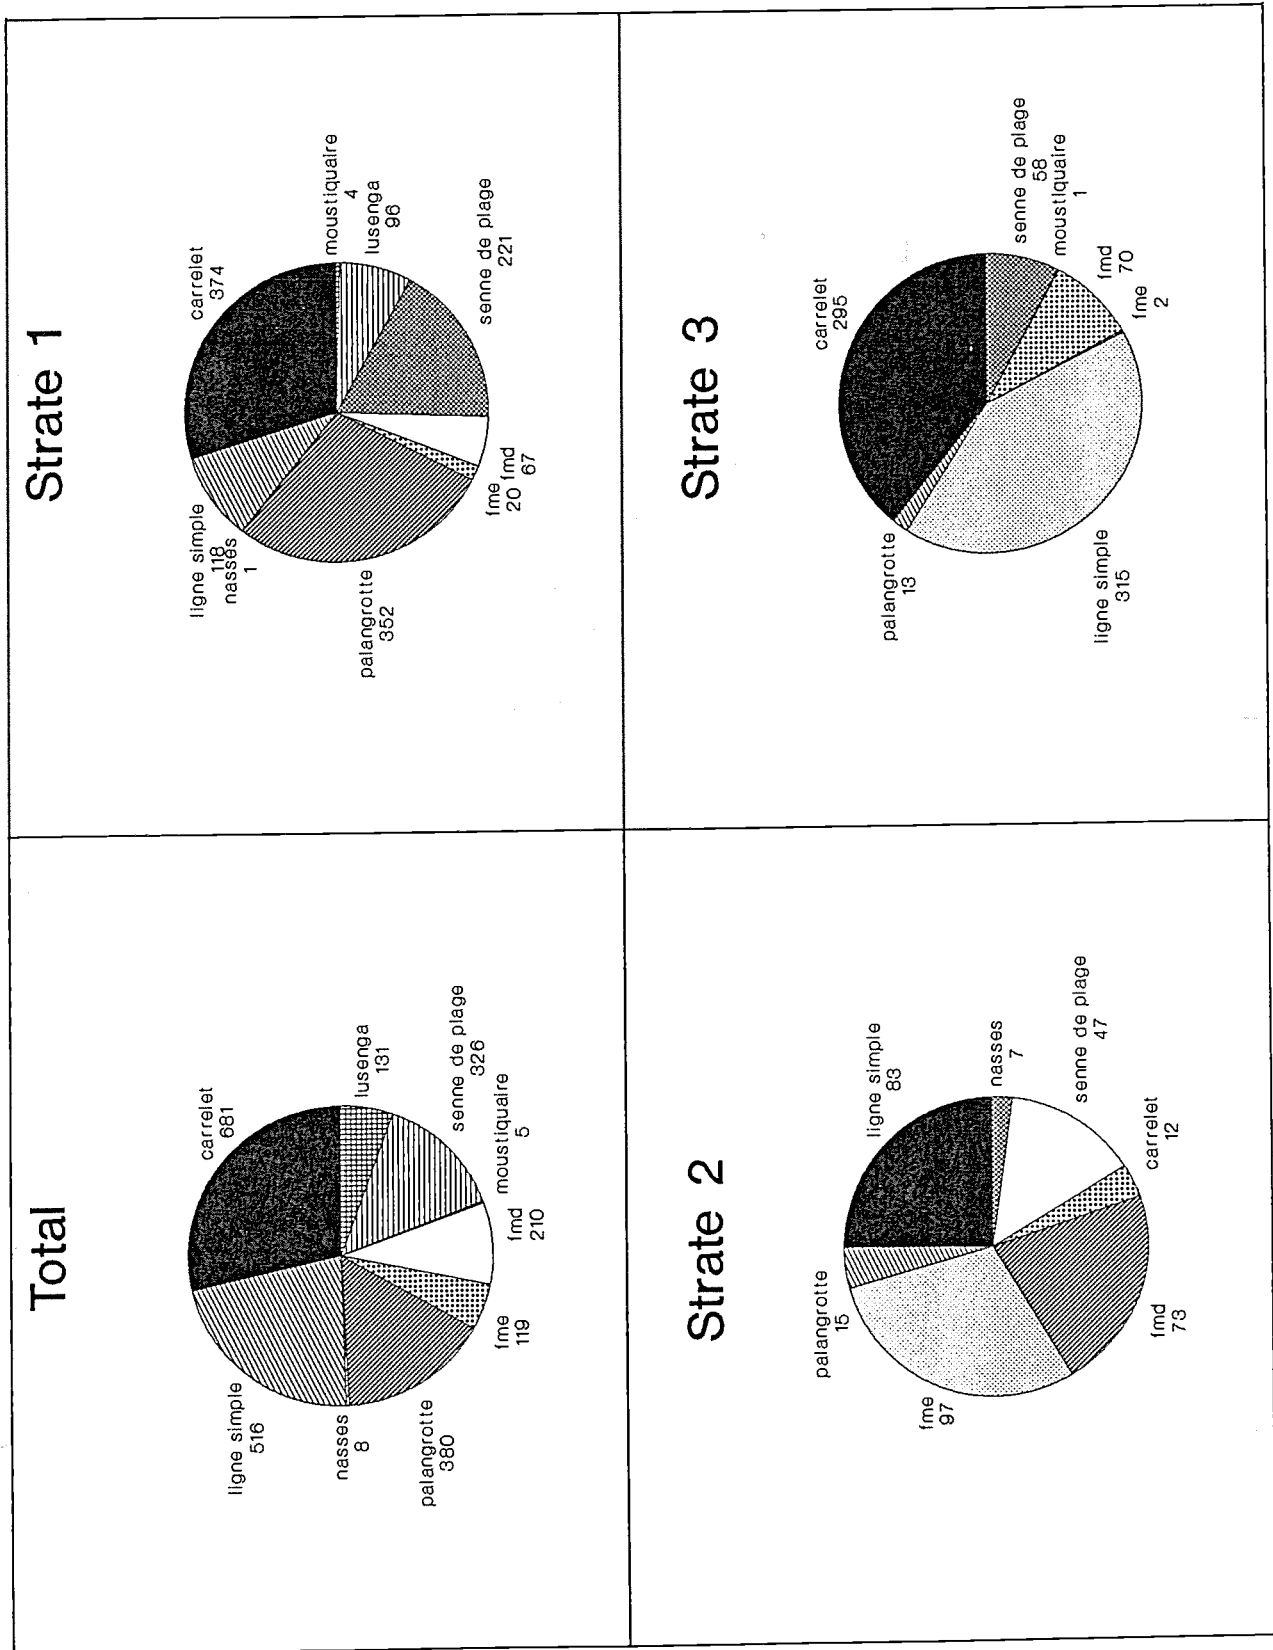 Total
carrelet
681
lusenga
131
senne de plage
326
moustiquaire
5
fmd
210
fme
119
palangrotte
380
nasses
8
ligne simple
516
Strate 1
carrelet
374
moustiquaire
4
lusenga
96
senne de plage
221
fme fmd
20 67
palangrotte
352
ligne simple
118
nasses
1
Strate 2
ligne simple
83
nasses
7
senne de plage
47
carrelet
12
fmd
73
fme
97
palangrotte
15
Strate 3
carrelet
295
senne de plage
58
moustiquaire
1
fmd
70
fme
2
ligne simple
315
palangrotte
13